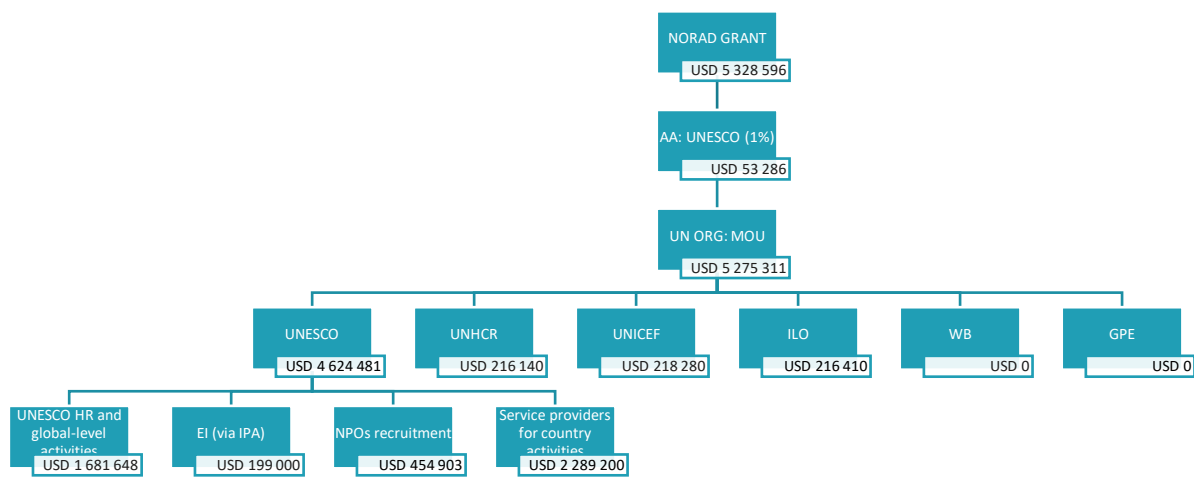 NORAD GRANT
USD 5 328 596
AA: UNESCO (1%)
USD 53 286
UN ORG: MOU
USD 5 275 311
UNESCO
USD 4 624 481
UNHCR
USD 216 140
UNICEF
USD 218 280
ILO
USD 216 410
WB
USD 0
GPE
USD 0
UNESCO HR and
global-level
activities
USD 1 681 648
EI (via IPA)
USD 199 000
NPOs recruitment
USD 454 903
Service providers
for country
activities
USD 2 289 200